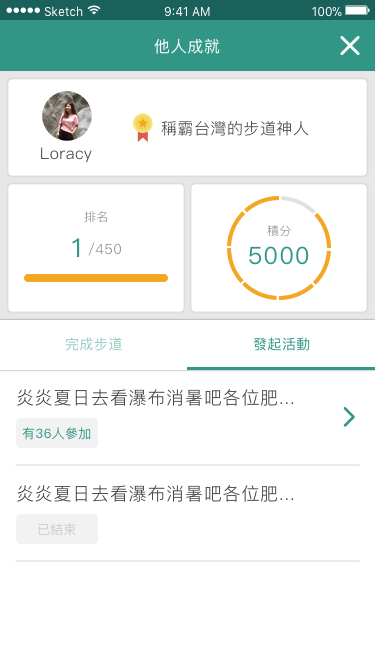 Sketch 9:41 AM 100%
他人成就
稱霸台灣的步道神人
Loracy
排名
1 /450
積分
5000
完成步道 發起活動
炎炎夏日去看瀑布消暑吧各位肥...
有36人參加
炎炎夏日去看瀑布消暑吧各位肥...
已結束